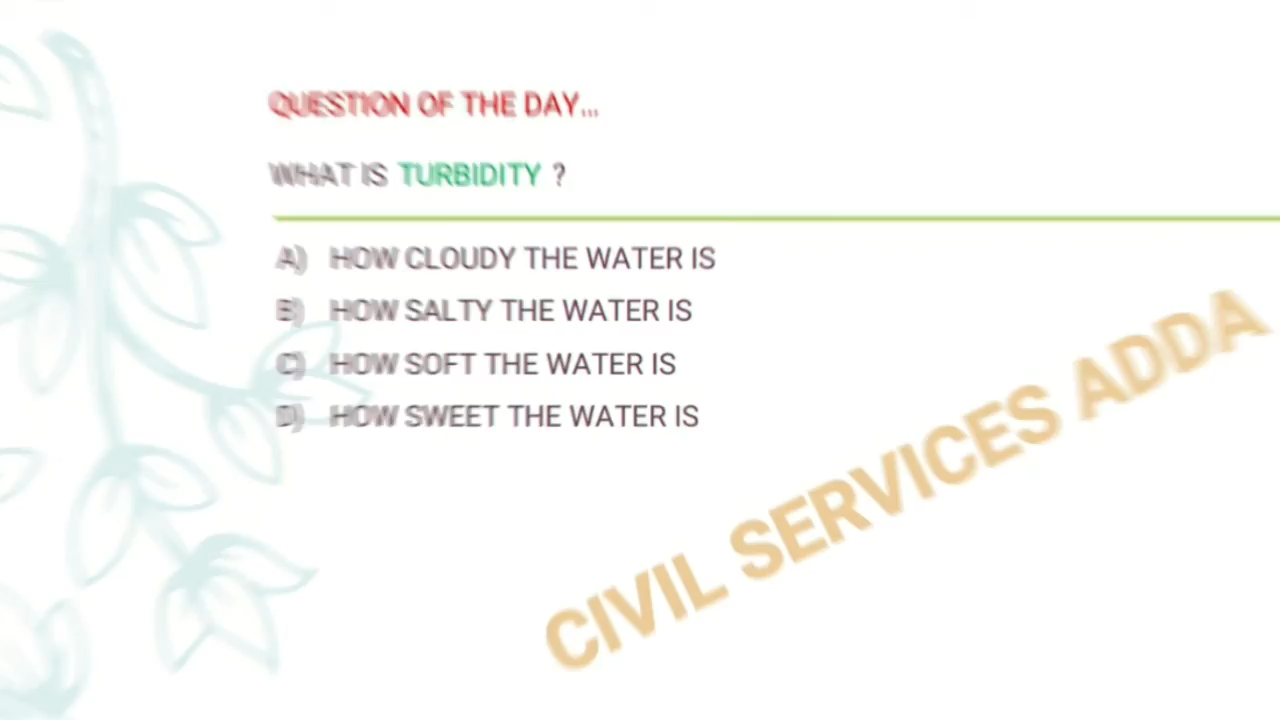 QUESTION OF THE DAY...
WHAT IS TURBIDITY ?
A) HOW CLOUDY THE WATER IS
B) HOW SALTY THE WATER IS
C) HOW SOFT THE WATER IS
D) HOW SWEET THE WATER IS
CIVIL SERVICES ADDA